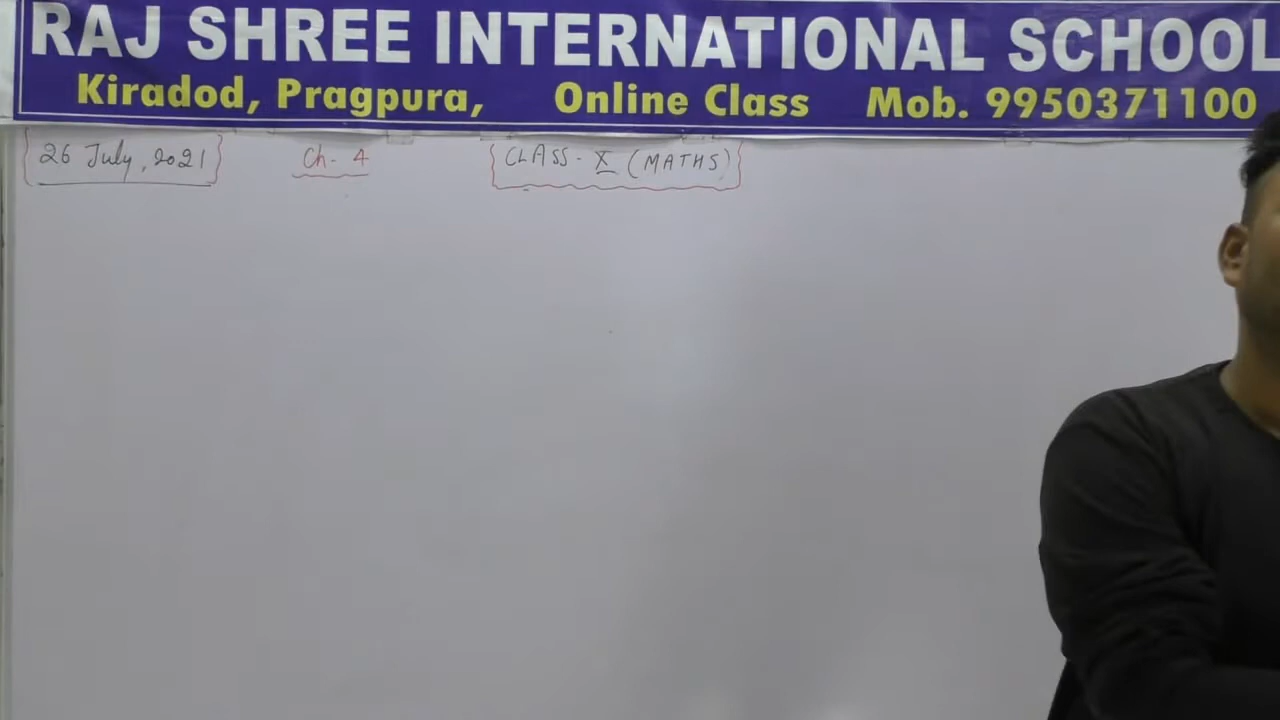 RAJ SHREE INTERNATIONAL SCHOOL
Kiradod, Pragpura, Online Class Mob. 9950371100
26 July, 2021 Ch- 4 CLASS - X (MATHS)